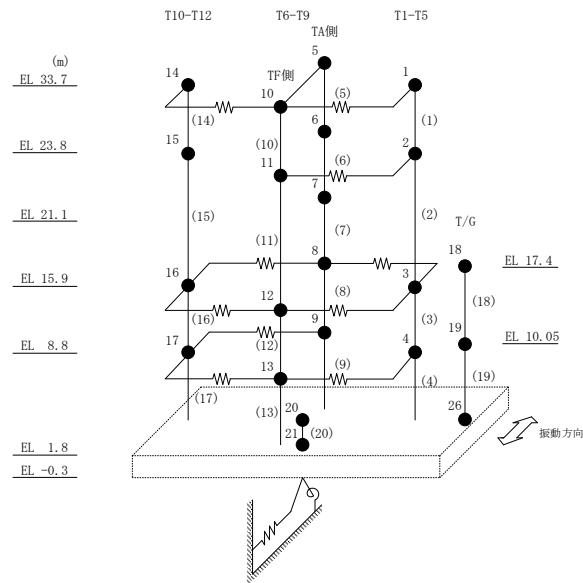 T10-T12 T6-T9 T1-T5
TA側
(m) 5
EL 33.7 14 TF側 1
10 (5)
(14) (1)
6
15 (10) 2
EL 23.8
11 (6)
7
EL 21.1 (15) (7) (2) T/G
(11) 8 18 EL 17.4
16 3
EL 15.9
12 (8) (18)
(16) 9 (3)
17 (12) 4 19 EL 10.05
EL 8.8
13 (9)
(17) (4) (19)
(13) 20 26
21 (20) 振動方向
EL 1.8
EL -0.3